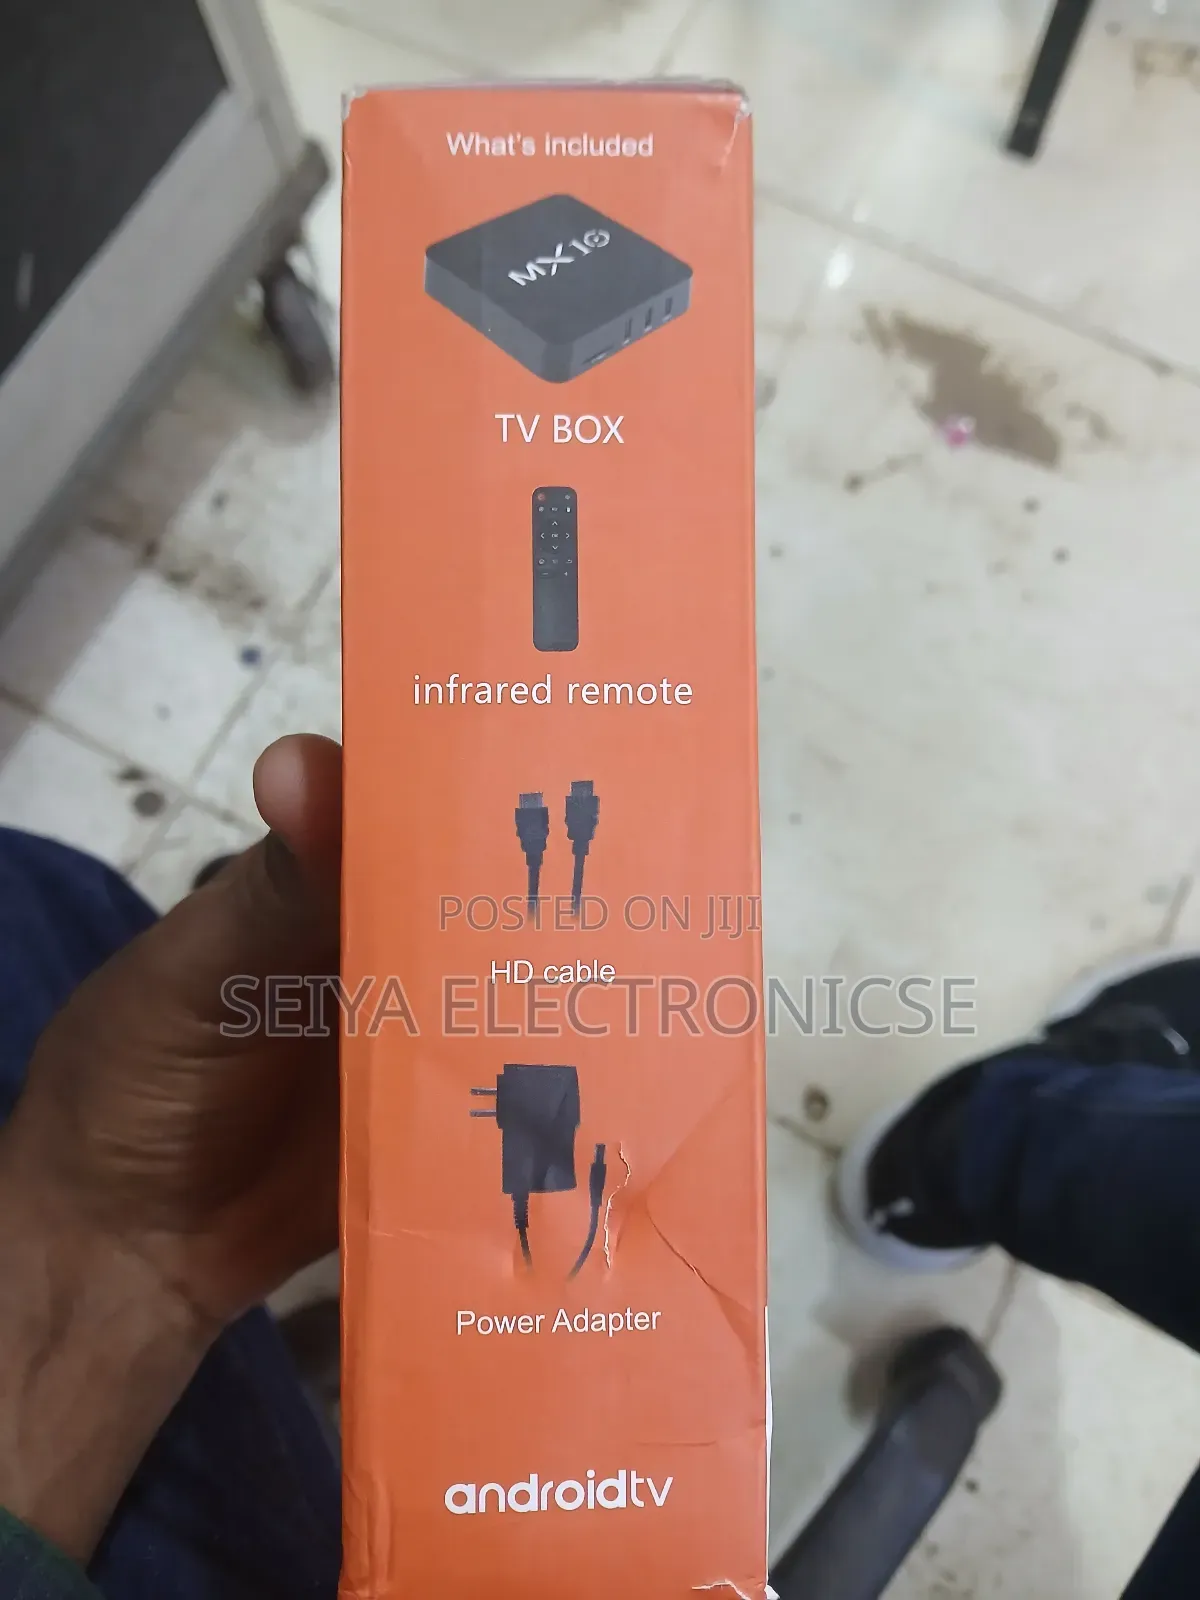 What's included
MX10
TV BOX
infrared remote
POSTED ON JIJI
HD cable
SEIYA ELECTRONICSE
Power Adapter
androidtv